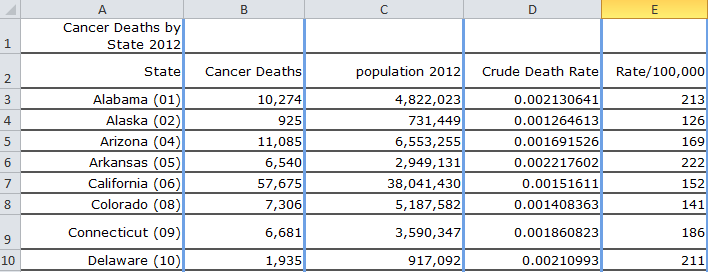 A B C D E
1 Cancer Deaths by
State 2012
2 State Cancer Deaths population 2012 Crude Death Rate Rate/100,000
3 Alabama (01) 10,274 4,822,023 0.002130641 213
4 Alaska (02) 925 731,449 0.001264613 126
5 Arizona (04) 11,085 6,553,255 0.001691526 169
6 Arkansas (05) 6,540 2,949,131 0.002217602 222
7 California (06) 57,675 38,041,430 0.00151611 152
8 Colorado (08) 7,306 5,187,582 0.001408363 141
9 Connecticut (09) 6,681 3,590,347 0.001860823 186
10 Delaware (10) 1,935 917,092 0.00210993 211